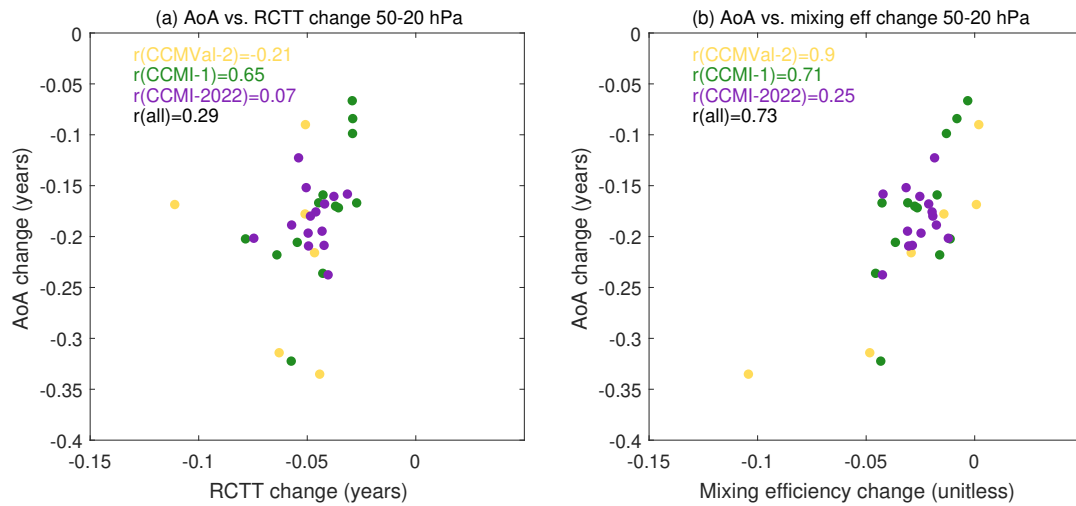 (a) AoA vs. RCTT change 50-20 hPa
r(CCMVal-2)=-0.21
r(CCMI-1)=0.65
r(CCMI-2022)=0.07
r(all)=0.29
AoA change (years)
0
-0.05
-0.1
-0.15
-0.2
-0.25
-0.3
-0.35
-0.4
-0.15
-0.1
-0.05
0
RCTT change (years)
(b) AoA vs. mixing eff change 50-20 hPa
r(CCMVal-2)=0.9
r(CCMI-1)=0.71
r(CCMI-2022)=0.25
r(all)=0.73
AoA change (years)
0
-0.05
-0.1
-0.15
-0.2
-0.25
-0.3
-0.35
-0.4
-0.15
-0.1
-0.05
0
Mixing efficiency change (unitless)